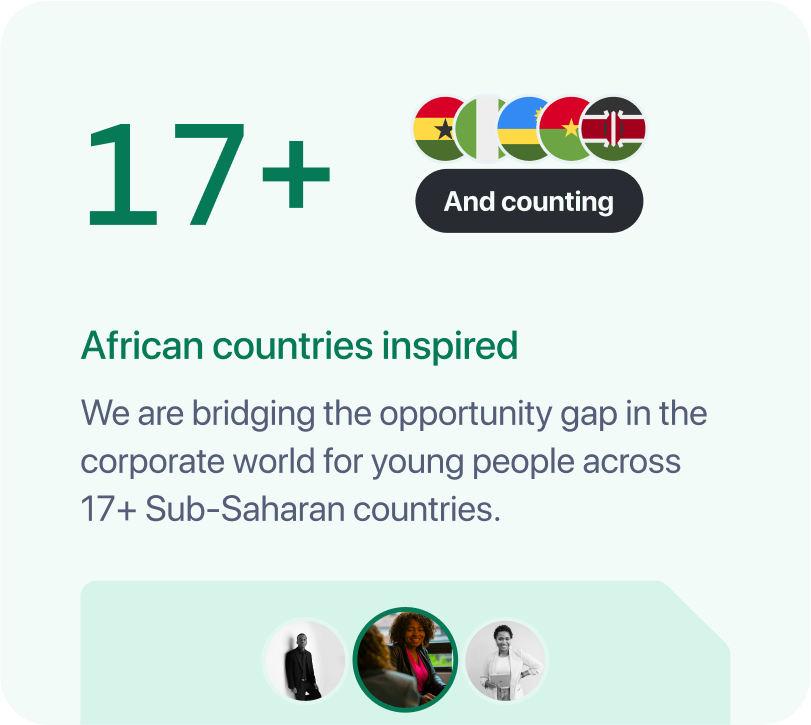 17+
And counting
African countries inspired
We are bridging the opportunity gap in the
corporate world for young people across
17+ Sub-Saharan countries.